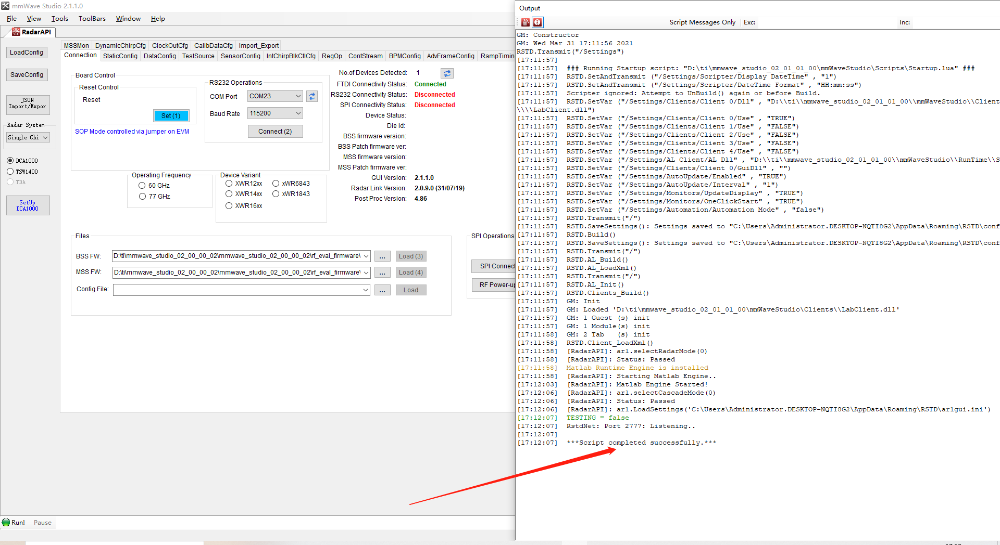 mmWave Studio 2.1.1.0
File View Tools ToolBars Window Help
RadarAPI
LoadConfig
SaveConfig
JSON
Import/Expor
Radar System
Single Chi
DCA1000
TSW1400
TDA
SetUp
DCA1000
MSSMon DynamicChirpCfg ClockOutCfg CalibDataCfg Import_Export
Connection StaticConfig DataConfig TestSource SensorConfig IntChirpBlkCtlCfg RegOp ContStream BPMConfig AdvFrameConfig RampTimin
Board Control
Reset Control
Reset
Set (1)
SOP Mode controlled via jumper on EVM
RS232 Operations
COM Port COM23
Baud Rate 115200
Connect (2)
No.of Devices Detected: 1
FTDI Connectivity Status: Connected
RS232 Connectivity Status: Disconnected
SPI Connectivity Status: Disconnected
Device Status:
Die Id:
BSS firmware version:
BSS Patch firmware ver:
MSS firmware version:
MSS Patch firmware ver:
GUI Version: 2.1.1.0
Radar Link Version: 2.0.9.0 (31/07/19)
Post Proc Version: 4.86
Operating Frequency
60 GHz
77 GHz
Device Variant
XWR12xx xWR6843
XWR14xx xWR1843
XWR16xx
Files
BSS FW: D:\ti\mmwave_studio_02_00_00_02\mmwave_studio_02_00_00_02\rf_eval_firmware\ ... Load (3)
MSS FW: D:\ti\mmwave_studio_02_00_00_02\mmwave_studio_02_00_00_02\rf_eval_firmware\ ... Load (4)
Config File: ... Load
SPI Operations
SPI Connect
RF Power-up
Run! Pause
Output
Script Messages Only Exc: Inc:
GM: Constructor
GM: Wed Mar 31 17:11:56 2021
RSTD.Transmit("/Settings")
[17:11:57]
[17:11:57] ### Running Startup script: "D:\ti\mmwave_studio_02_01_01_00\mmWaveStudio\Scripts\Startup.lua" ###
[17:11:57] RSTD.SetAndTransmit ("/Settings/Scripter/Display DateTime" , "1")
[17:11:57] RSTD.SetAndTransmit ("/Settings/Scripter/DateTime Format" , "HH:mm:ss")
[17:11:57] Scripter ignored: Attempt to UnBuild() again or before Build.
[17:11:57] RSTD.SetVar ("/Settings/Clients/Client 0/Dll" , "D:\\ti\\mmwave_studio_02_01_01_00\\mmWaveStudio\\Client
\\\\LabClient.dll")
[17:11:57] RSTD.SetVar ("/Settings/Clients/Client 0/Use" , "TRUE")
[17:11:57] RSTD.SetVar ("/Settings/Clients/Client 1/Use" , "FALSE")
[17:11:57] RSTD.SetVar ("/Settings/Clients/Client 2/Use" , "FALSE")
[17:11:57] RSTD.SetVar ("/Settings/Clients/Client 3/Use" , "FALSE")
[17:11:57] RSTD.SetVar ("/Settings/Clients/Client 4/Use" , "FALSE")
[17:11:57] RSTD.SetVar ("/Settings/AL Client/AL Dll" , "D:\\ti\\mmwave_studio_02_01_01_00\\mmWaveStudio\\RunTime\\S
[17:11:57] RSTD.SetVar ("/Settings/Clients/Client 0/GuiDll" , "")
[17:11:57] RSTD.SetVar ("/Settings/AutoUpdate/Enabled" , "TRUE")
[17:11:57] RSTD.SetVar ("/Settings/AutoUpdate/Interval" , "1")
[17:11:57] RSTD.SetVar ("/Settings/Monitors/UpdateDisplay" , "TRUE")
[17:11:57] RSTD.SetVar ("/Settings/Monitors/OneClickStart" , "TRUE")
[17:11:57] RSTD.SetVar ("/Settings/Automation/Automation Mode" , "false")
[17:11:57] RSTD.Transmit("/")
[17:11:57] RSTD.SaveSettings(): Settings saved to "C:\Users\Administrator.DESKTOP-NQTI8G2\AppData\Roaming\RSTD\conf
[17:11:57] RSTD.Build()
[17:11:57] RSTD.SaveSettings(): Settings saved to "C:\Users\Administrator.DESKTOP-NQTI8G2\AppData\Roaming\RSTD\conf
[17:11:57] RSTD.Transmit("/")
[17:11:57] RSTD.AL_Build()
[17:11:57] RSTD.AL_LoadXml()
[17:11:57] RSTD.Transmit("/")
[17:11:57] RSTD.AL_Init()
[17:11:57] RSTD.Clients_Build()
[17:11:57] GM: Init
[17:11:57] GM: Loaded 'D:\ti\mmwave_studio_02_01_01_00\mmWaveStudio\Clients\\LabClient.dll'
[17:11:57] GM: 1 Guest (s) init
[17:11:57] GM: 1 Module(s) init
[17:11:58] GM: 2 Tab (s) init
[17:11:58] RSTD.Client_LoadXml()
[17:11:58] [RadarAPI]: ar1.selectRadarMode(0)
[17:11:58] [RadarAPI]: Status: Passed
[17:11:58] Matlab Runtime Engine is installed
[17:11:58] [RadarAPI]: Starting Matlab Engine..
[17:12:03] [RadarAPI]: Matlab Engine Started!
[17:12:06] [RadarAPI]: ar1.selectCascadeMode(0)
[17:12:06] [RadarAPI]: Status: Passed
[17:12:06] [RadarAPI]: ar1.LoadSettings('C:\Users\Administrator.DESKTOP-NQTI8G2\AppData\Roaming\RSTD\ar1gui.ini')
[17:12:07] TESTING = false
[17:12:07] RstdNet: Port 2777: Listening..
[17:12:07]
[17:12:07] ***Script completed successfully.***